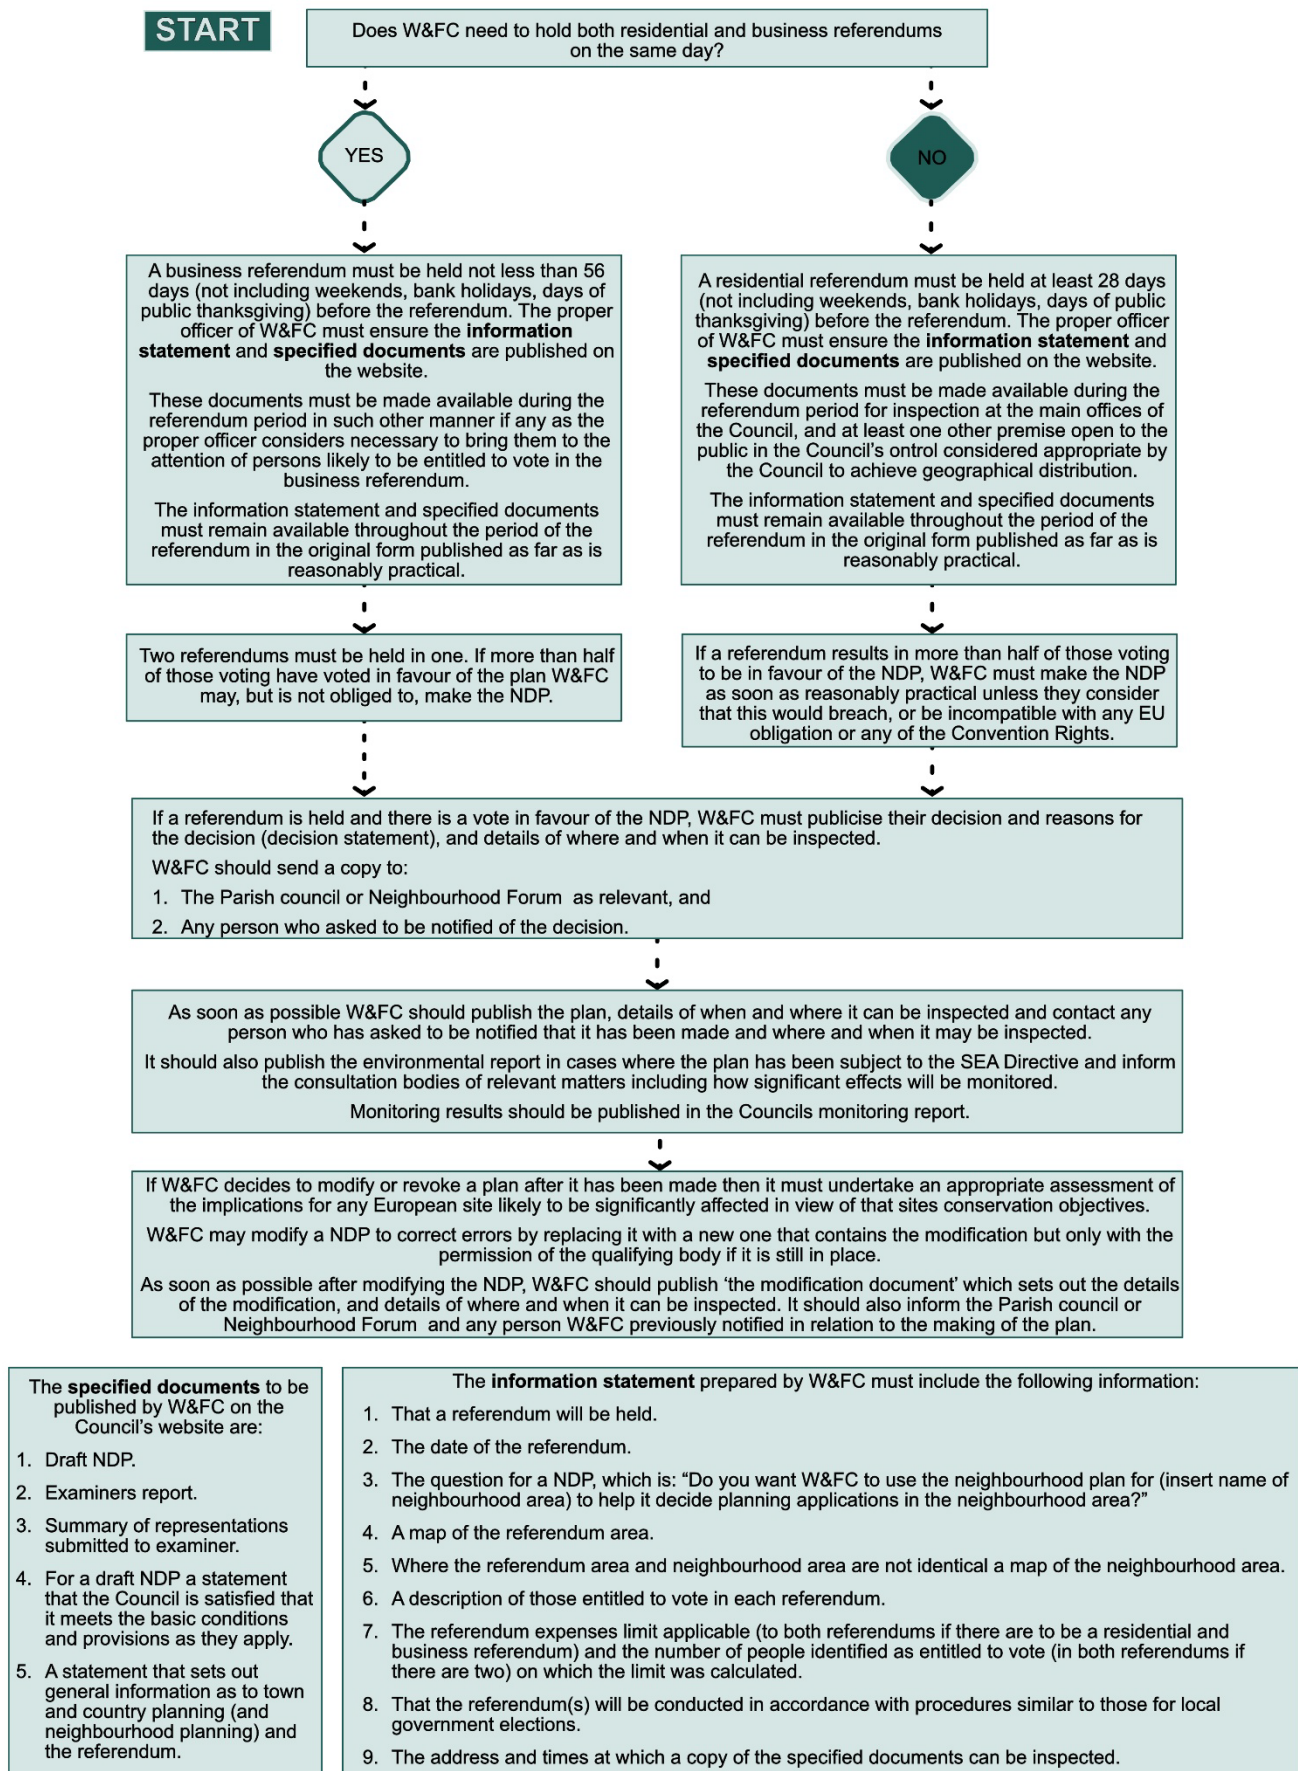 START
Does W&FC need to hold both residential and business referendums
on the same day?
YES
NO
A business referendum must be held not less than 56
days (not including weekends, bank holidays, days of
public thanksgiving) before the referendum. The proper
officer of W&FC must ensure the information
statement and specified documents are published on
the website.
These documents must be made available during the
referendum period in such other manner if any as the
proper officer considers necessary to bring them to the
attention of persons likely to be entitled to vote in the
business referendum.
The information statement and specified documents
must remain available throughout the period of the
referendum in the original form published as far as is
reasonably practical.
A residential referendum must be held at least 28 days
(not including weekends, bank holidays, days of public
thanksgiving) before the referendum. The proper officer
of W&FC must ensure the information statement and
specified documents are published on the website.
These documents must be made available during the
referendum period for inspection at the main offices of
the Council, and at least one other premise open to the
public in the Council's ontrol considered appropriate by
the Council to achieve geographical distribution.
The information statement and specified documents
must remain available throughout the period of the
referendum in the original form published as far as is
reasonably practical.
Two referendums must be held in one. If more than half
of those voting have voted in favour of the plan W&FC
may, but is not obliged to, make the NDP.
If a referendum results in more than half of those voting
to be in favour of the NDP, W&FC must make the NDP
as soon as reasonably practical unless they consider
that this would breach, or be incompatible with any EU
obligation or any of the Convention Rights.
If a referendum is held and there is a vote in favour of the NDP, W&FC must publicise their decision and reasons for
the decision (decision statement), and details of where and when it can be inspected.
W&FC should send a copy to:
1. The Parish council or Neighbourhood Forum as relevant, and
2. Any person who asked to be notified of the decision.
As soon as possible W&FC should publish the plan, details of when and where it can be inspected and contact any
person who has asked to be notified that it has been made and where and when it may be inspected.
It should also publish the environmental report in cases where the plan has been subject to the SEA Directive and inform
the consultation bodies of relevant matters including how significant effects will be monitored.
Monitoring results should be published in the Councils monitoring report.
If W&FC decides to modify or revoke a plan after it has been made then it must undertake an appropriate assessment of
the implications for any European site likely to be significantly affected in view of that sites conservation objectives.
W&FC may modify a NDP to correct errors by replacing it with a new one that contains the modification but only with the
permission of the qualifying body if it is still in place.
As soon as possible after modifying the NDP, W&FC should publish ‘the modification document’ which sets out the details
of the modification, and details of where and when it can be inspected. It should also inform the Parish council or
Neighbourhood Forum and any person W&FC previously notified in relation to the making of the plan.
The specified documents to be
published by W&FC on the
Council's website are:
1. Draft NDP.
2. Examiners report.
3. Summary of representations
submitted to examiner.
4. For a draft NDP a statement
that the Council is satisfied that
it meets the basic conditions
and provisions as they apply.
5. A statement that sets out
general information as to town
and country planning (and
neighbourhood planning) and
the referendum.
The information statement prepared by W&FC must include the following information:
1. That a referendum will be held.
2. The date of the referendum.
3. The question for a NDP, which is: “Do you want W&FC to use the neighbourhood plan for (insert name of
neighbourhood area) to help it decide planning applications in the neighbourhood area?”
4. A map of the referendum area.
5. Where the referendum area and neighbourhood area are not identical a map of the neighbourhood area.
6. A description of those entitled to vote in each referendum.
7. The referendum expenses limit applicable (to both referendums if there are to be a residential and
business referendum) and the number of people identified as entitled to vote (in both referendums if
there are two) on which the limit was calculated.
8. That the referendum(s) will be conducted in accordance with procedures similar to those for local
government elections.
9. The address and times at which a copy of the specified documents can be inspected.